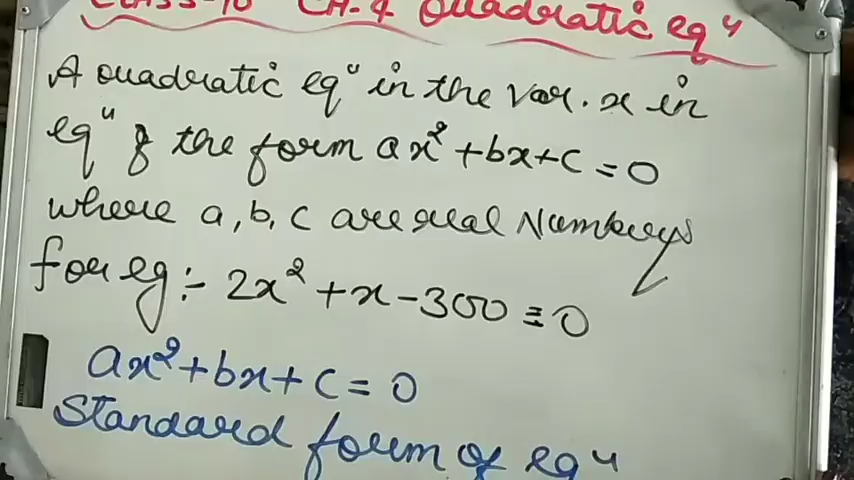 CLASS-10 CH.4 Quadratic eqⁿ
A quadratic eqⁿ in the var. x in
eqⁿ of the form ax² + bx + c = 0
where a, b, c are real Numbers
for eg :- 2x² + x - 300 = 0
ax² + bx + c = 0
Standard form of eqⁿ